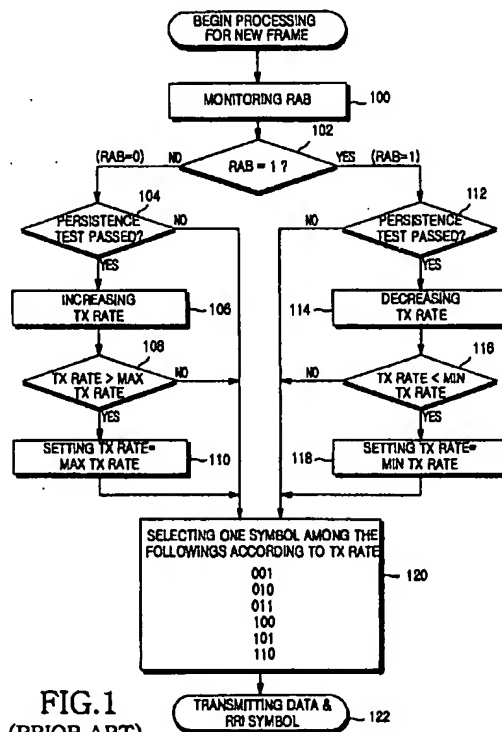 BEGIN PROCESSING
FOR NEW FRAME
MONITORING RAB
100
102
(RAB=0)
NO
RAB = 1 ?
YES
(RAB=1)
104
PERSISTENCE
TEST PASSED?
NO
YES
112
NO
PERSISTENCE
TEST PASSED?
YES
INCREASING
TX RATE
106
114
DECREASING
TX RATE
108
TX RATE > MAX
TX RATE
NO
YES
116
NO
TX RATE < MIN
TX RATE
YES
SETTING TX RATE=
MAX TX RATE
110
118
SETTING TX RATE=
MIN TX RATE
SELECTING ONE SYMBOL AMONG THE
FOLLOWINGS ACCORDING TO TX RATE
001
010
011
100
101
110
120
FIG.1
(PRIOR ART)
TRANSMITTING DATA &
RRI SYMBOL
122